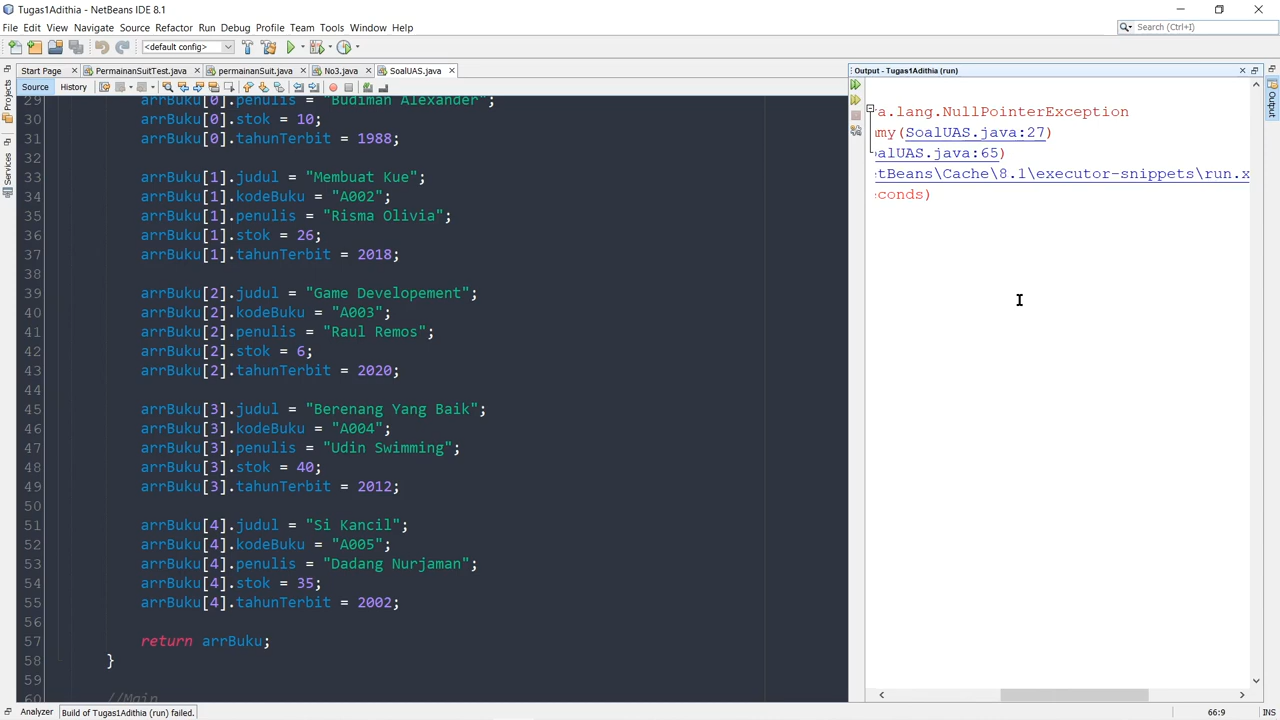 Tugas1Adithia - NetBeans IDE 8.1
File Edit View Navigate Source Refactor Run Debug Profile Team Tools Window Help
Search (Ctrl+I)
<default config>
Start Page PermainanSuitTest.java permainanSuit.java No3.java SoalUAS.java
Output - Tugas1Adithia (run)
Source History
Projects
Services
Output
29 arrBuku[0].penulis = "Budiman Alexander";
30 arrBuku[0].stok = 10;
31 arrBuku[0].tahunTerbit = 1988;
32
33 arrBuku[1].judul = "Membuat Kue";
34 arrBuku[1].kodeBuku = "A002";
35 arrBuku[1].penulis = "Risma Olivia";
36 arrBuku[1].stok = 26;
37 arrBuku[1].tahunTerbit = 2018;
38
39 arrBuku[2].judul = "Game Developement";
40 arrBuku[2].kodeBuku = "A003";
41 arrBuku[2].penulis = "Raul Remos";
42 arrBuku[2].stok = 6;
43 arrBuku[2].tahunTerbit = 2020;
44
45 arrBuku[3].judul = "Berenang Yang Baik";
46 arrBuku[3].kodeBuku = "A004";
47 arrBuku[3].penulis = "Udin Swimming";
48 arrBuku[3].stok = 40;
49 arrBuku[3].tahunTerbit = 2012;
50
51 arrBuku[4].judul = "Si Kancil";
52 arrBuku[4].kodeBuku = "A005";
53 arrBuku[4].penulis = "Dadang Nurjaman";
54 arrBuku[4].stok = 35;
55 arrBuku[4].tahunTerbit = 2002;
56
57 return arrBuku;
58 }
59
60 //Main
a.lang.NullPointerException
my(SoalUAS.java:27)
alUAS.java:65)
etBeans\Cache\8.1\executor-snippets\run.x
conds)
Analyzer Build of Tugas1Adithia (run) failed. 66:9 INS